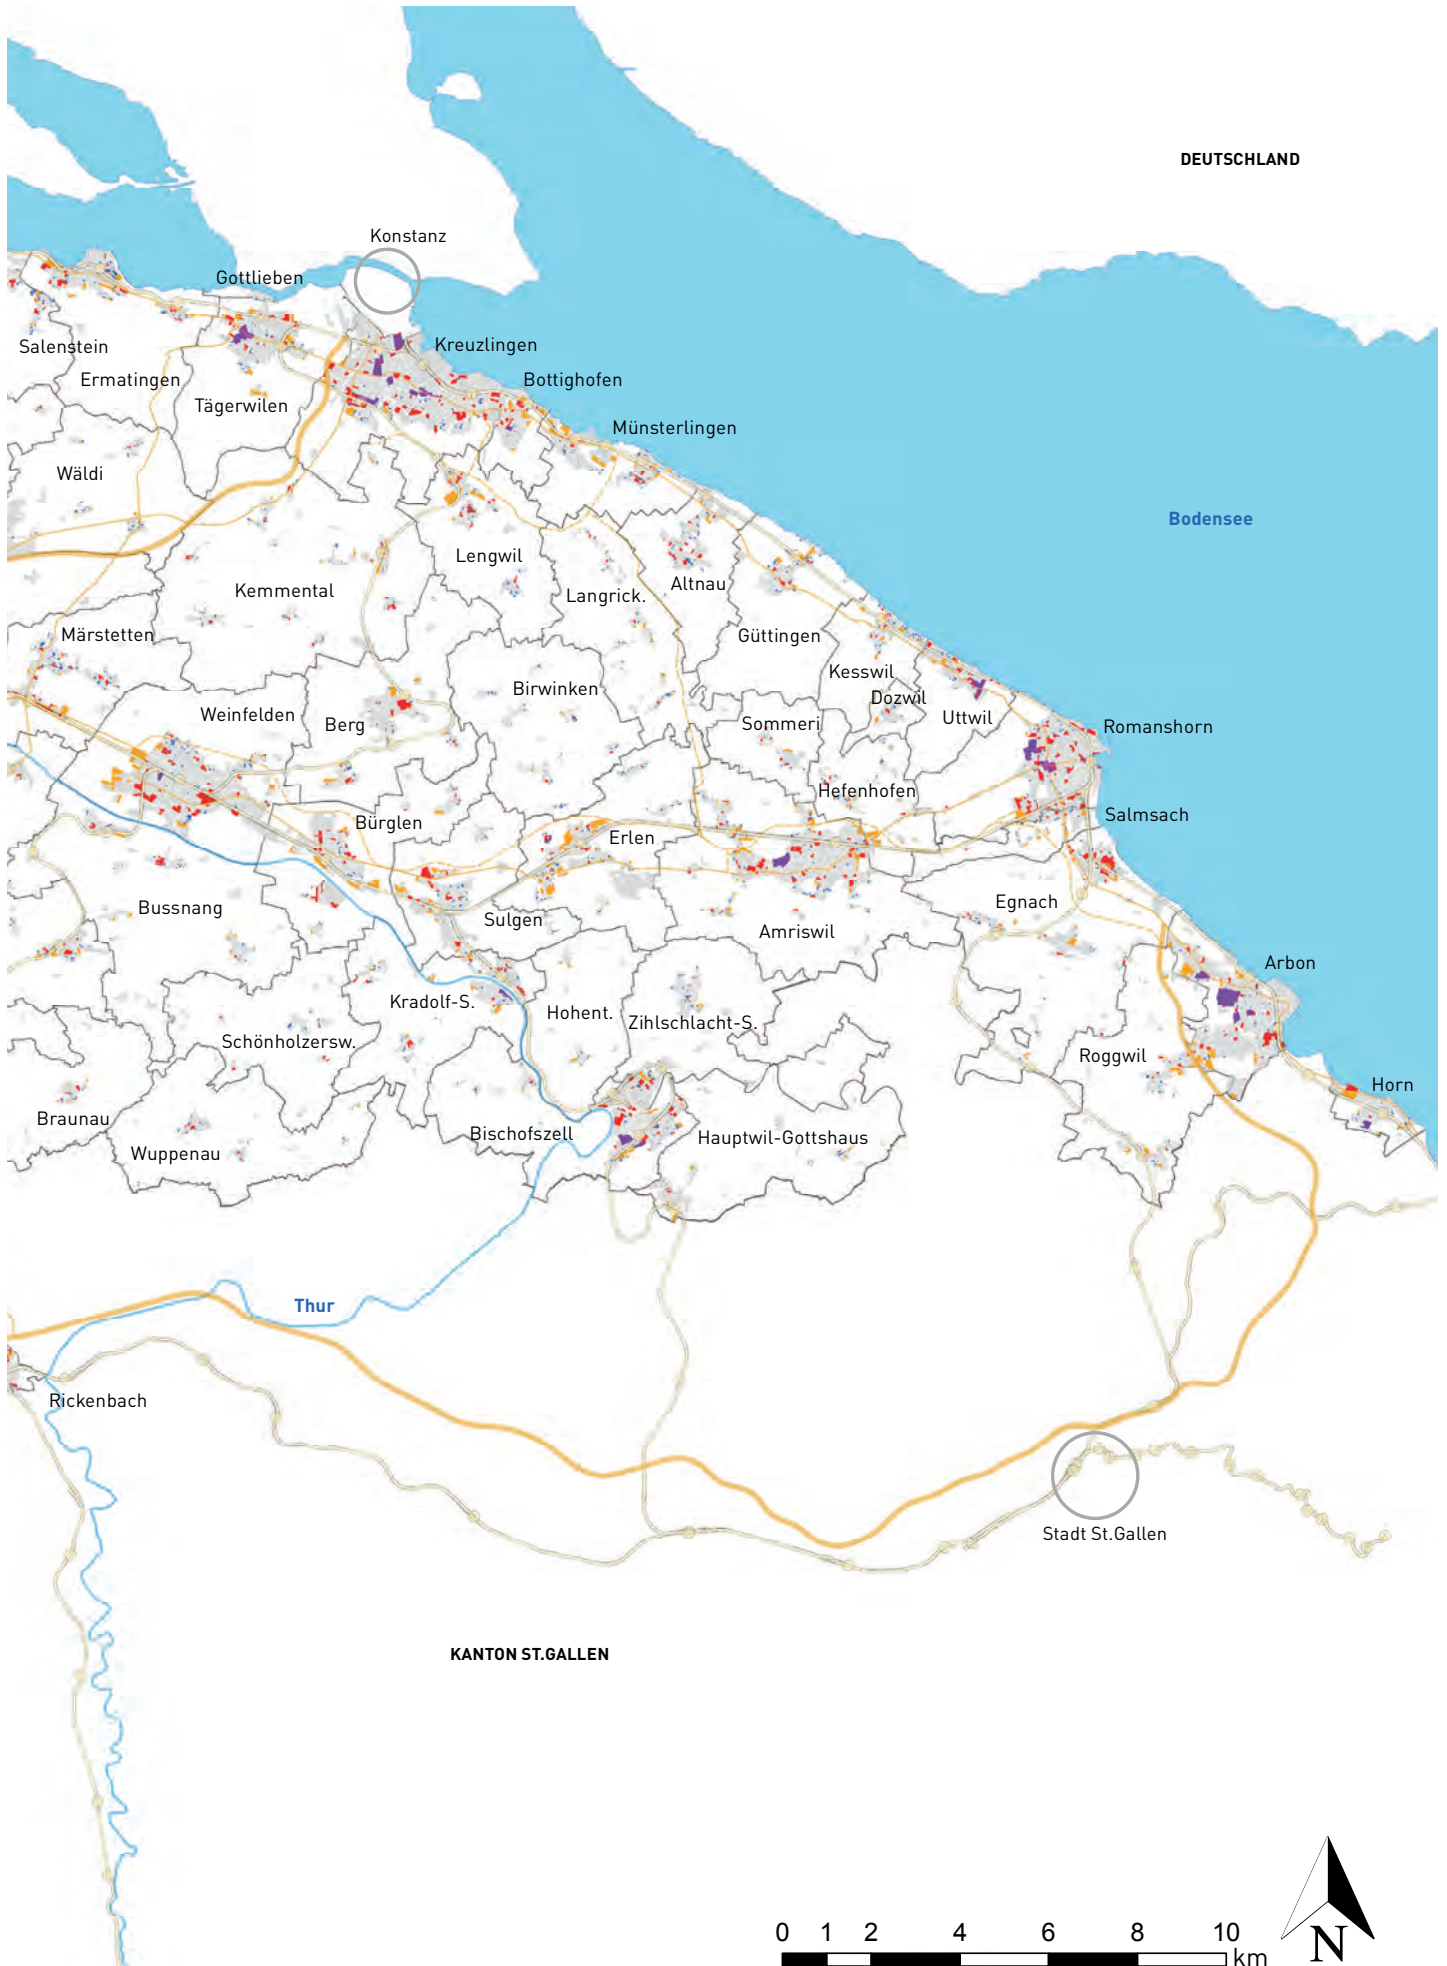 DEUTSCHLAND
Konstanz
Gottlieben
Kreuzlingen
Salenstein
Ermatingen
Bottighofen
Tägerwilen
Münsterlingen
Wäldi
Bodensee
Lengwil
Altnau
Kemmental
Langrick.
Märstetten
Güttingen
Kesswil
Birwinken
Dozwil
Weinfelden
Berg
Sommeri
Uttwil
Romanshorn
Hefenhofen
Salmsach
Bürglen
Erlen
Egnach
Bussnang
Sulgen
Amriswil
Arbon
Kradolf-S.
Hohent.
Zihlschlacht-S.
Schönholzersw.
Roggwil
Horn
Braunau
Bischofszell
Hauptwil-Gottshaus
Wuppenau
Thur
Rickenbach
Stadt St.Gallen
KANTON ST.GALLEN
0 1 2 4 6 8 10
km
N